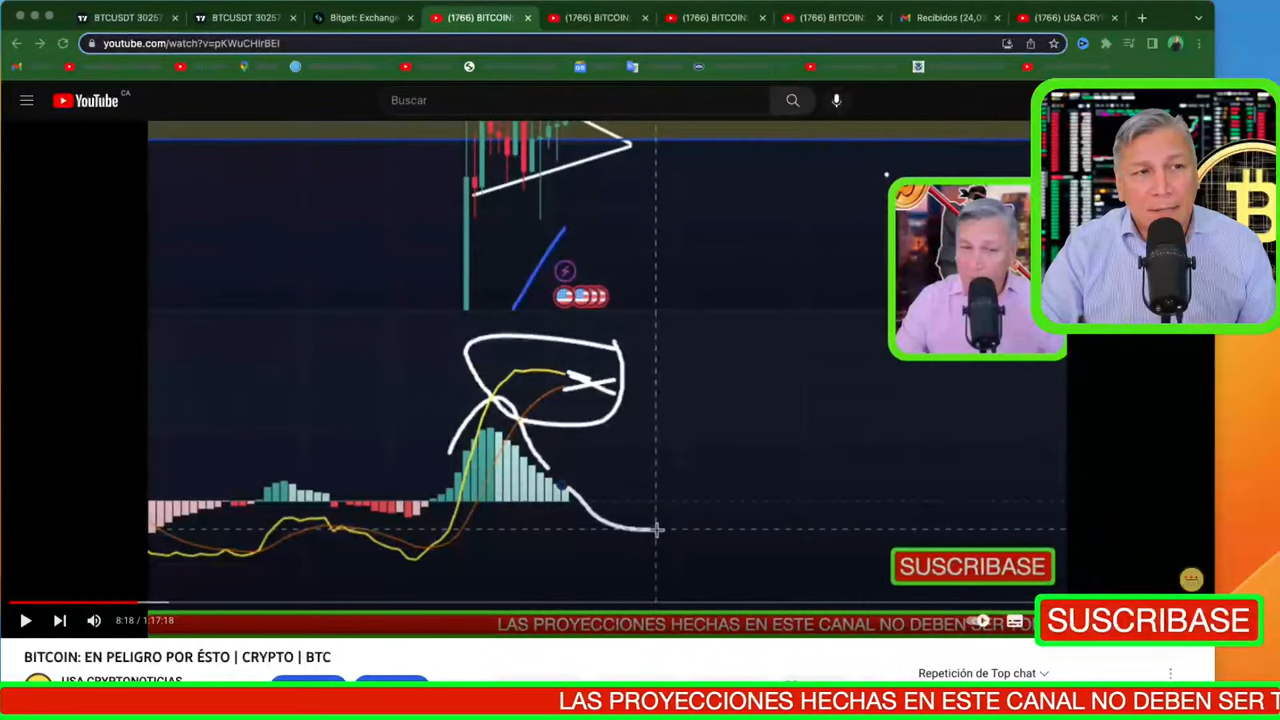 BTCUSDT 30257
BTCUSDT 30257
Bitget: Exchange
(1766) BITCOIN:
(1766) BITCOIN:
(1766) BITCOIN:
(1766) BITCOIN:
Recibidos (24,0
(1766) USA CRY
youtube.com/watch?v=pKWuCHIrBEI
YouTube CA
Buscar
SUSCRIBASE
8:18 / 1:17:18
LAS PROYECCIONES HECHAS EN ESTE CANAL NO DEBEN SER TO
SUSCRIBASE
BITCOIN: EN PELIGRO POR ÉSTO | CRYPTO | BTC
Repetición de Top chat
USA CRYPTONOTICIAS
LAS PROYECCIONES HECHAS EN ESTE CANAL NO DEBEN SER T